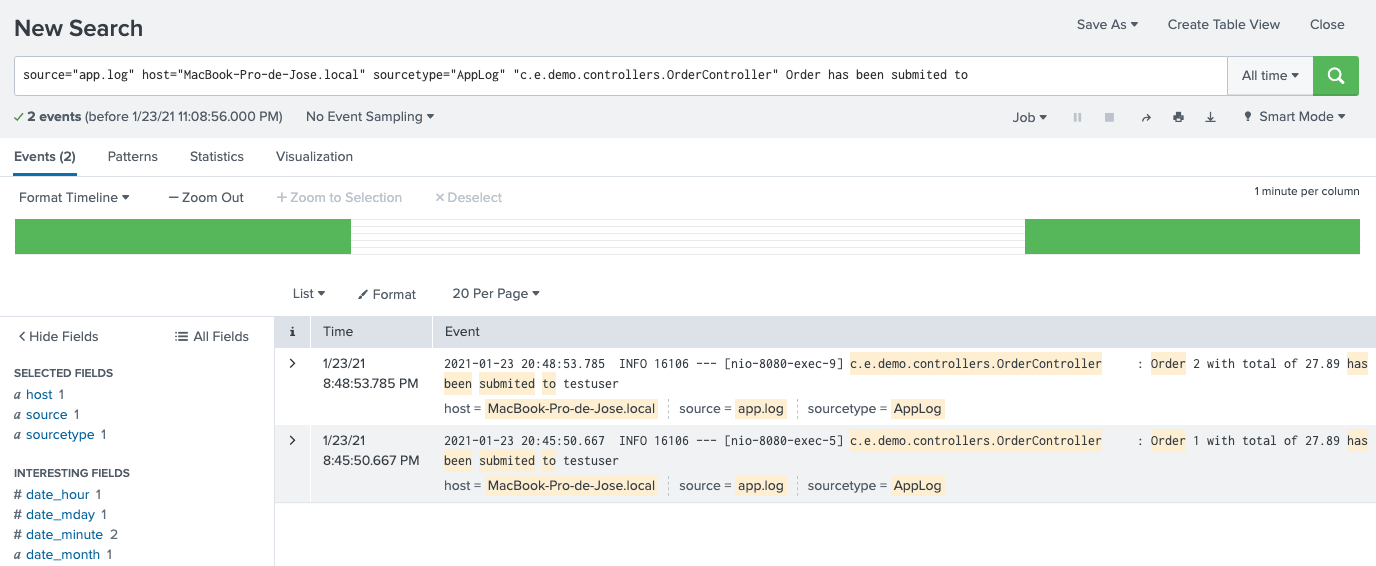 New Search
Save As Create Table View Close
source="app.log" host="MacBook-Pro-de-Jose.local" sourcetype="AppLog" "c.e.demo.controllers.OrderController" Order has been submited to
All time
2 events (before 1/23/21 11:08:56.000 PM) No Event Sampling
Job Smart Mode
Events (2) Patterns Statistics Visualization
Format Timeline — Zoom Out + Zoom to Selection × Deselect
1 minute per column
List Format 20 Per Page
< Hide Fields All Fields
i Time Event
SELECTED FIELDS
a host 1
a source 1
a sourcetype 1
INTERESTING FIELDS
# date_hour 1
# date_mday 1
# date_minute 2
a date_month 1
> 1/23/21
8:48:53.785 PM
2021-01-23 20:48:53.785 INFO 16106 --- [nio-8080-exec-9] c.e.demo.controllers.OrderController : Order 2 with total of 27.89 has
been submited to testuser
host = MacBook-Pro-de-Jose.local source = app.log sourcetype = AppLog
> 1/23/21
8:45:50.667 PM
2021-01-23 20:45:50.667 INFO 16106 --- [nio-8080-exec-5] c.e.demo.controllers.OrderController : Order 1 with total of 27.89 has
been submited to testuser
host = MacBook-Pro-de-Jose.local source = app.log sourcetype = AppLog